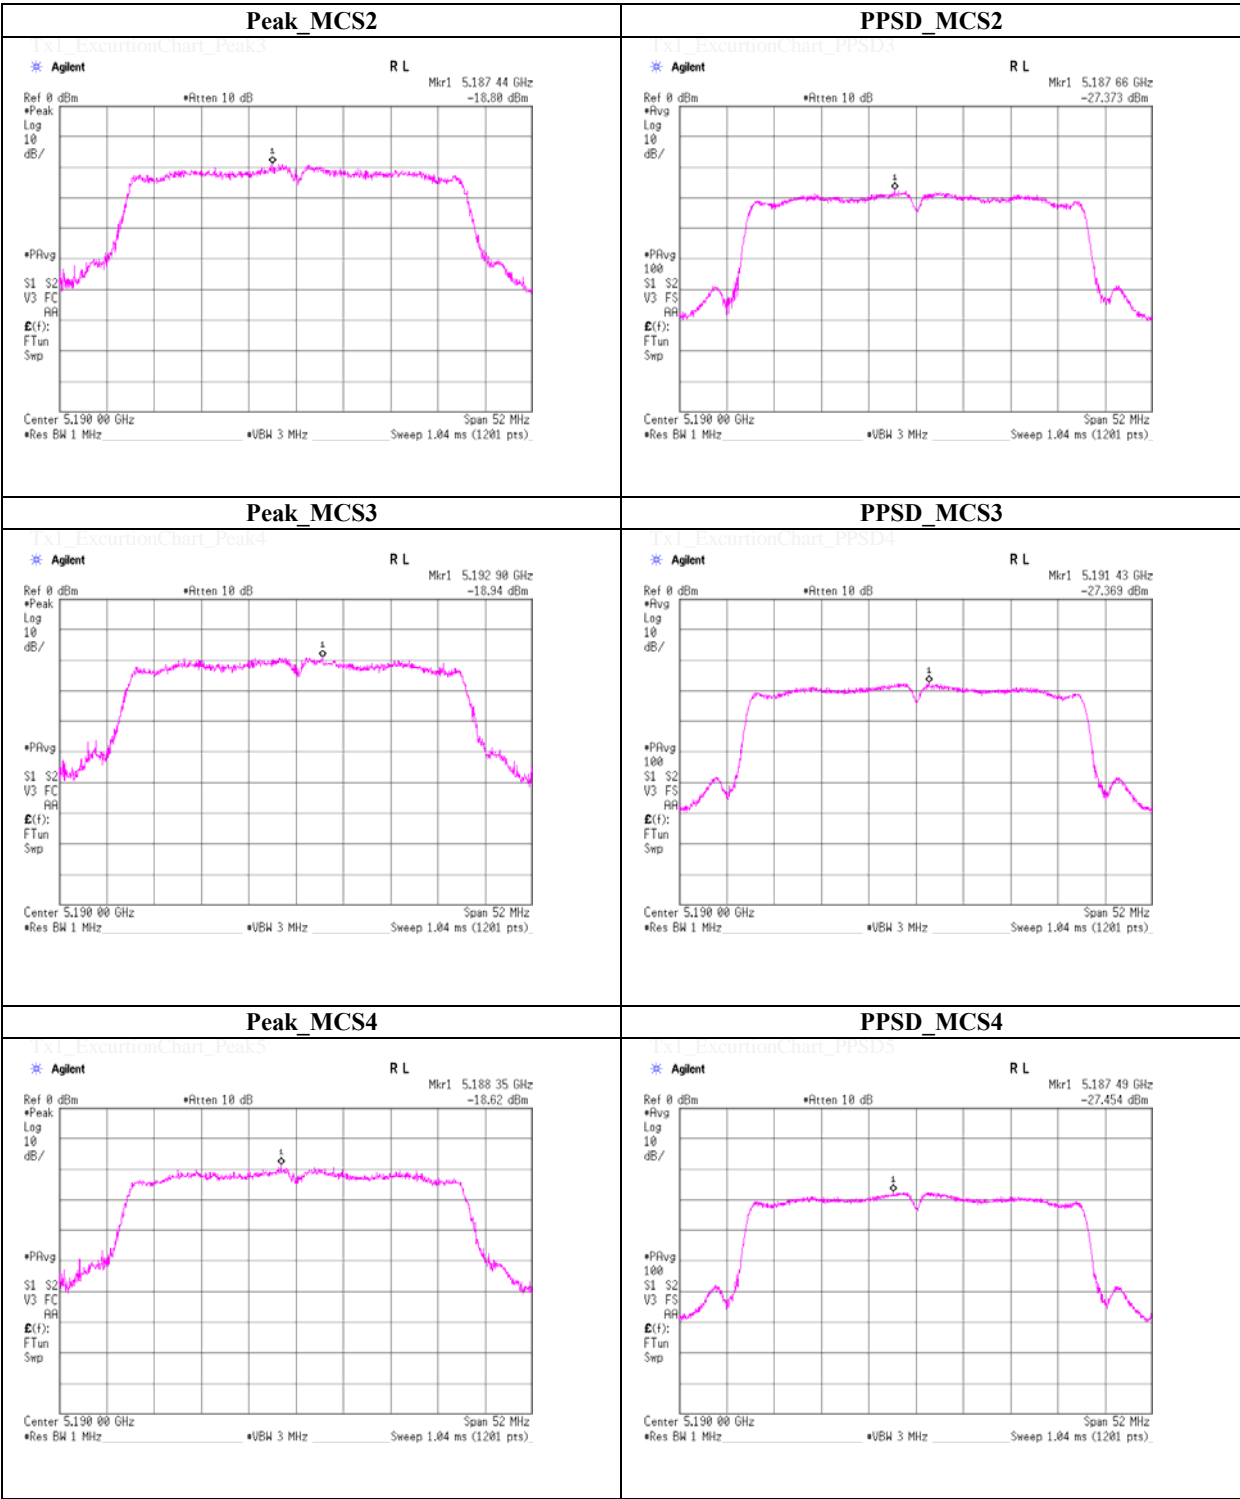 Peak_MCS2
PPSD_MCS2
Tx1_ExcurtionChart_Peak3
Agilent
R L
Mkr1 5.187 44 GHz
Ref 0 dBm
*Atten 10 dB
-18.80 dBm
*Peak
Log
10
dB/
1
*PAvg
S1 S2
V3 FC
AA
£(f):
FTun
Swp
Center 5.190 00 GHz
Span 52 MHz
*Res BW 1 MHz
*VBW 3 MHz
Sweep 1.04 ms (1201 pts)
Tx1_ExcurtionChart_PPSD3
Agilent
R L
Mkr1 5.187 66 GHz
Ref 0 dBm
*Atten 10 dB
-27.373 dBm
*Avg
Log
10
dB/
1
*PAvg
100
S1 S2
V3 FS
AA
£(f):
FTun
Swp
Center 5.190 00 GHz
Span 52 MHz
*Res BW 1 MHz
*VBW 3 MHz
Sweep 1.04 ms (1201 pts)
Peak_MCS3
PPSD_MCS3
Tx1_ExcurtionChart_Peak4
Agilent
R L
Mkr1 5.192 90 GHz
Ref 0 dBm
*Atten 10 dB
-18.94 dBm
*Peak
Log
10
dB/
1
*PAvg
S1 S2
V3 FC
AA
£(f):
FTun
Swp
Center 5.190 00 GHz
Span 52 MHz
*Res BW 1 MHz
*VBW 3 MHz
Sweep 1.04 ms (1201 pts)
Tx1_ExcurtionChart_PPSD4
Agilent
R L
Mkr1 5.191 43 GHz
Ref 0 dBm
*Atten 10 dB
-27.369 dBm
*Avg
Log
10
dB/
1
*PAvg
100
S1 S2
V3 FS
AA
£(f):
FTun
Swp
Center 5.190 00 GHz
Span 52 MHz
*Res BW 1 MHz
*VBW 3 MHz
Sweep 1.04 ms (1201 pts)
Peak_MCS4
PPSD_MCS4
Tx1_ExcurtionChart_Peak5
Agilent
R L
Mkr1 5.188 35 GHz
Ref 0 dBm
*Atten 10 dB
-18.62 dBm
*Peak
Log
10
dB/
1
*PAvg
S1 S2
V3 FC
AA
£(f):
FTun
Swp
Center 5.190 00 GHz
Span 52 MHz
*Res BW 1 MHz
*VBW 3 MHz
Sweep 1.04 ms (1201 pts)
Tx1_ExcurtionChart_PPSD5
Agilent
R L
Mkr1 5.187 49 GHz
Ref 0 dBm
*Atten 10 dB
-27.454 dBm
*Avg
Log
10
dB/
1
*PAvg
100
S1 S2
V3 FS
AA
£(f):
FTun
Swp
Center 5.190 00 GHz
Span 52 MHz
*Res BW 1 MHz
*VBW 3 MHz
Sweep 1.04 ms (1201 pts)